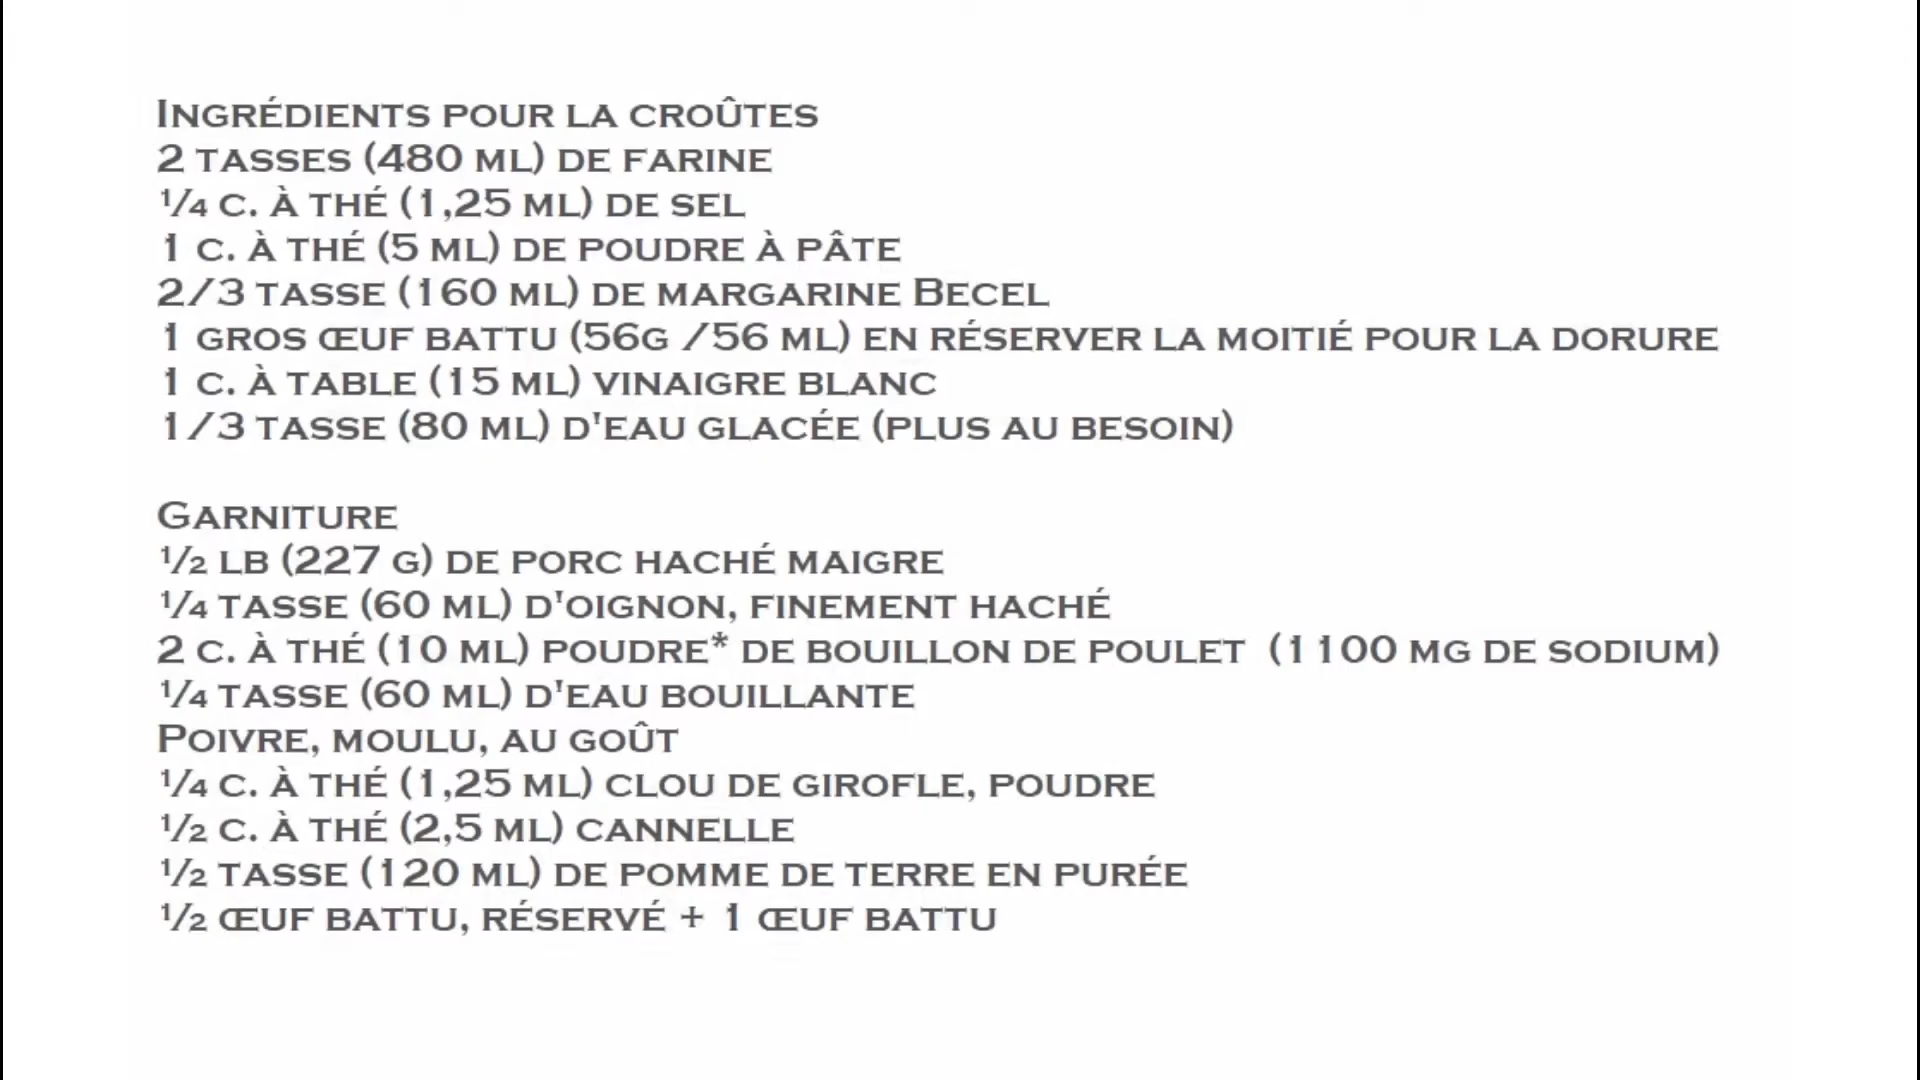 Ingrédients pour la croûtes
2 tasses (480 ml) de farine
¼ c. à thé (1,25 ml) de sel
1 c. à thé (5 ml) de poudre à pâte
2/3 tasse (160 ml) de margarine Becel
1 gros œuf battu (56g /56 ml) en réserver la moitié pour la dorure
1 c. à table (15 ml) vinaigre blanc
1/3 tasse (80 ml) d'eau glacée (plus au besoin)
Garniture
½ lb (227 g) de porc haché maigre
¼ tasse (60 ml) d'oignon, finement haché
2 c. à thé (10 ml) poudre* de bouillon de poulet (1100 mg de sodium)
¼ tasse (60 ml) d'eau bouillante
Poivre, moulu, au goût
¼ c. à thé (1,25 ml) clou de girofle, poudre
½ c. à thé (2,5 ml) cannelle
½ tasse (120 ml) de pomme de terre en purée
½ œuf battu, réservé + 1 œuf battu